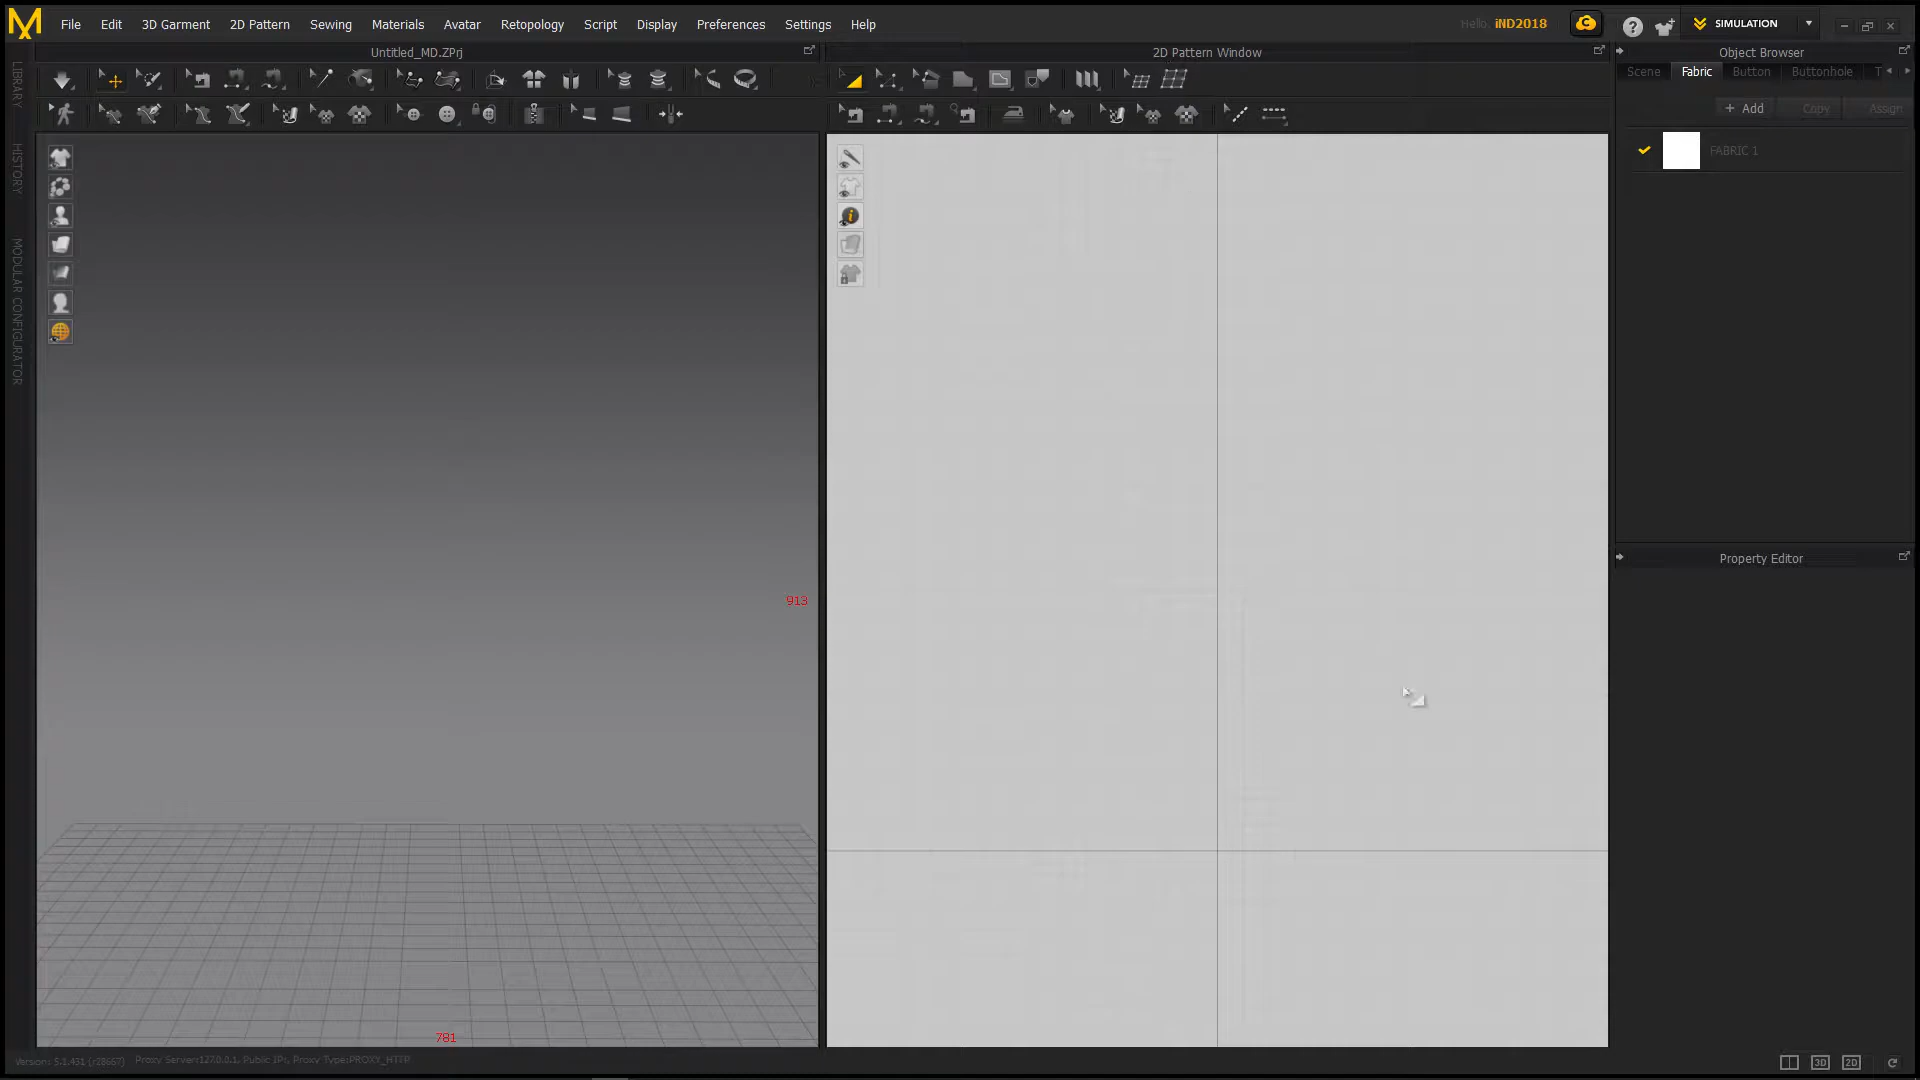 File Edit 3D Garment 2D Pattern Sewing Materials Avatar Retopology Script Display Preferences Settings Help
Hello, iND2018
SIMULATION
Untitled_MD.ZPrj
2D Pattern Window
Object Browser
Scene Fabric Button Buttonhole T
+ Add Copy Assign
FABRIC 1
LIBRARY
HISTORY
MODULAR CONFIGURATOR
Property Editor
913
781
Version: 5.1.431 (r28657) Proxy Server:127.0.0.1, Public IP:, Proxy Type:PROXY_HTTP
3D 2D